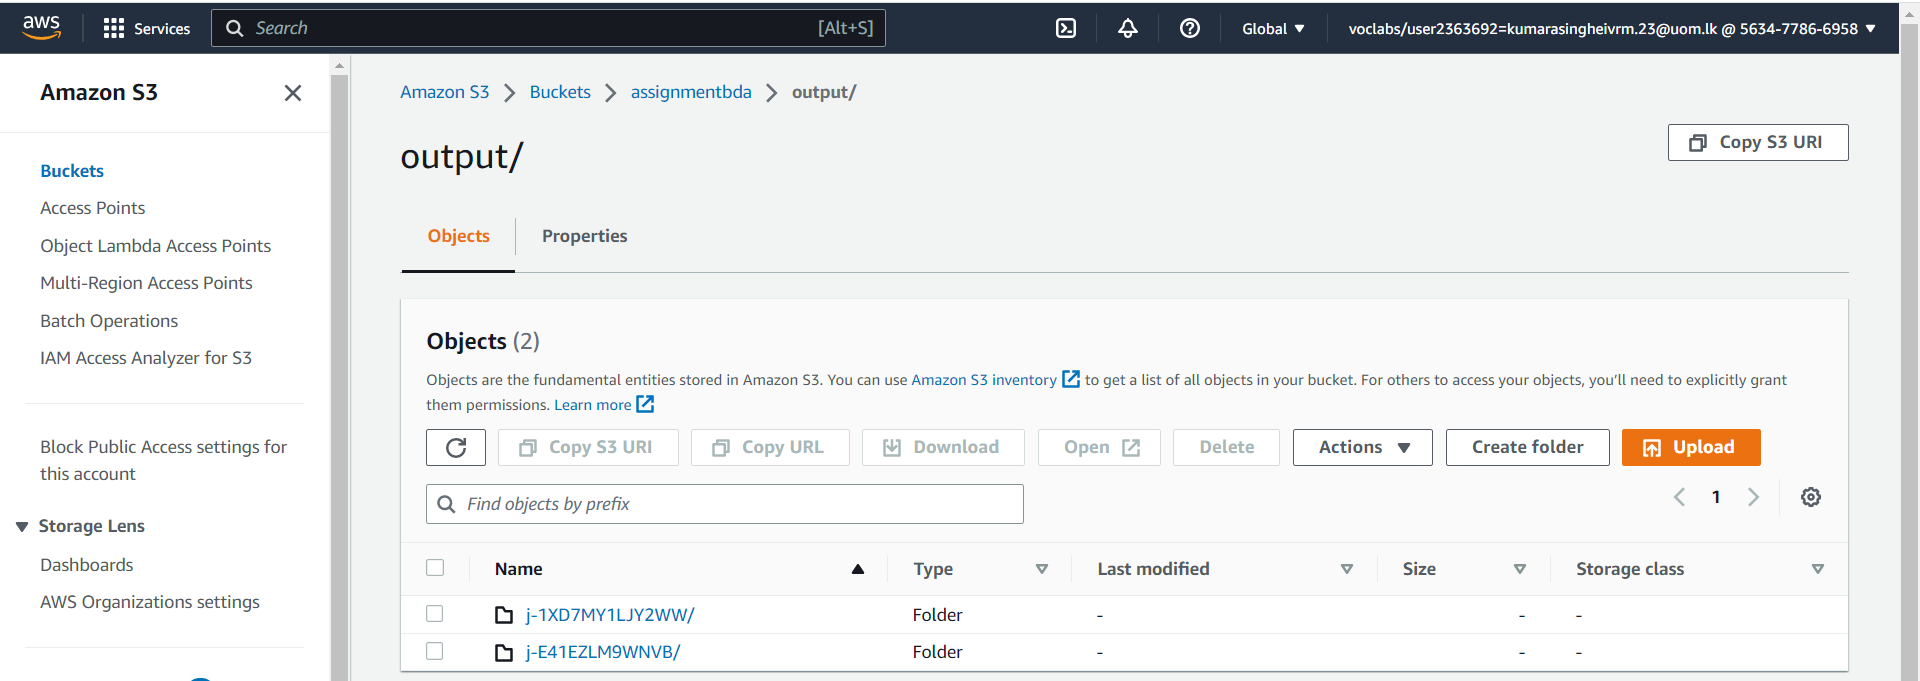 aws
Services
Search
[Alt+S]
Global
voclabs/user2363692=kumarasingheivrm.23@uom.lk @ 5634-7786-6958
Amazon S3
Buckets
Access Points
Object Lambda Access Points
Multi-Region Access Points
Batch Operations
IAM Access Analyzer for S3
Block Public Access settings for
this account
Storage Lens
Dashboards
AWS Organizations settings
Amazon S3 > Buckets > assignmentbda > output/
output/
Copy S3 URI
Objects
Properties
Objects (2)
Objects are the fundamental entities stored in Amazon S3. You can use Amazon S3 inventory to get a list of all objects in your bucket. For others to access your objects, you'll need to explicitly grant
them permissions. Learn more
Copy S3 URI
Copy URL
Download
Open
Delete
Actions
Create folder
Upload
Find objects by prefix
1
Name Type Last modified Size Storage class
j-1XD7MY1LJY2WW/ Folder - - -
j-E41EZLM9WNVB/ Folder - - -